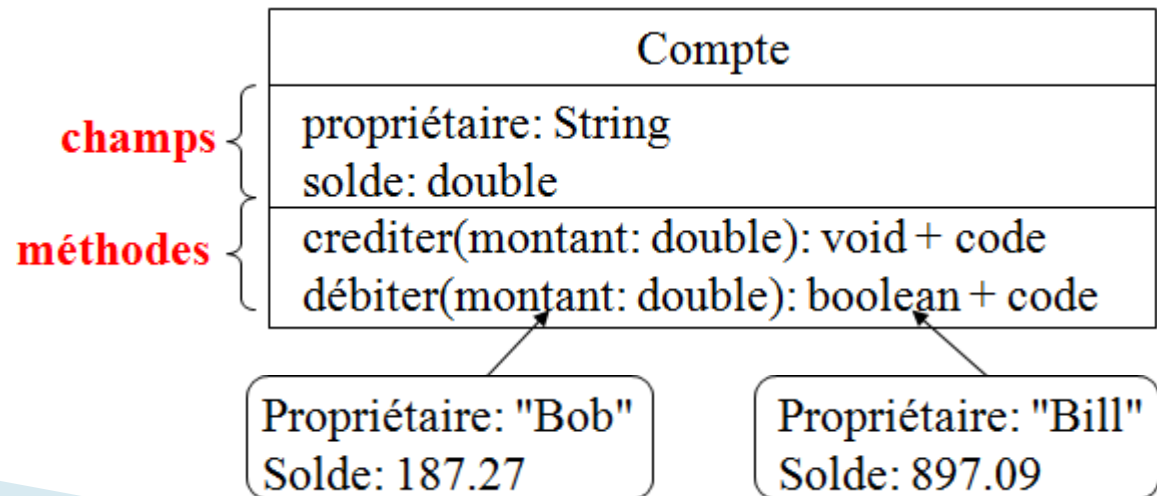 Compte
champs
propriétaire: String
solde: double
méthodes
crediter(montant: double): void + code
débiter(montant: double): boolean + code
Propriétaire: "Bob"
Solde: 187.27
Propriétaire: "Bill"
Solde: 897.09